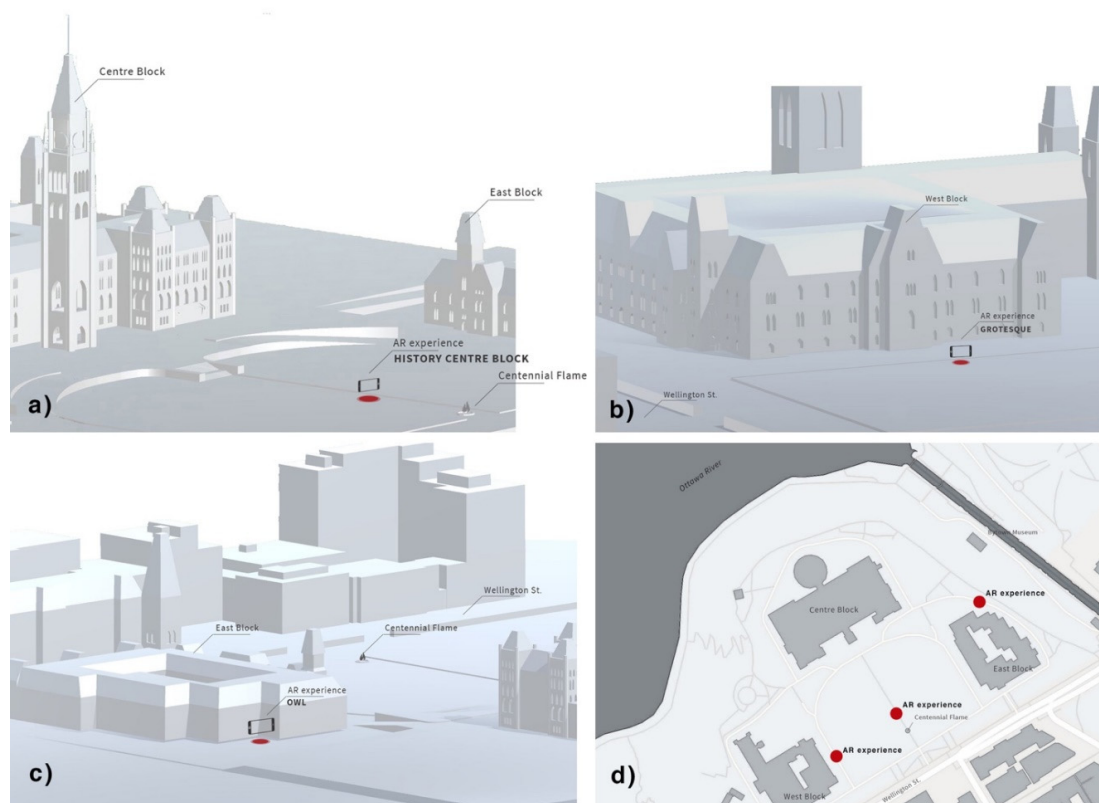 Centre Block
East Block
AR experience
HISTORY CENTRE BLOCK
Centennial Flame
a)
West Block
AR experience
GROTESQUE
Wellington St.
b)
Wellington St.
Centennial Flame
East Block
AR experience
OWL
c)
Ottowa River
Bytown Museum
AR experience
Centre Block
East Block
AR experience
Centennial Flame
AR experience
West Block
Wellington St.
d)